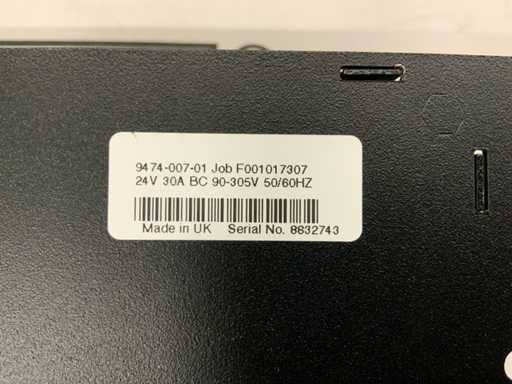 9474-007-01 Job F001017307
24V 30A BC 90-305V 50/60HZ
Made in UK Serial No. 8832743